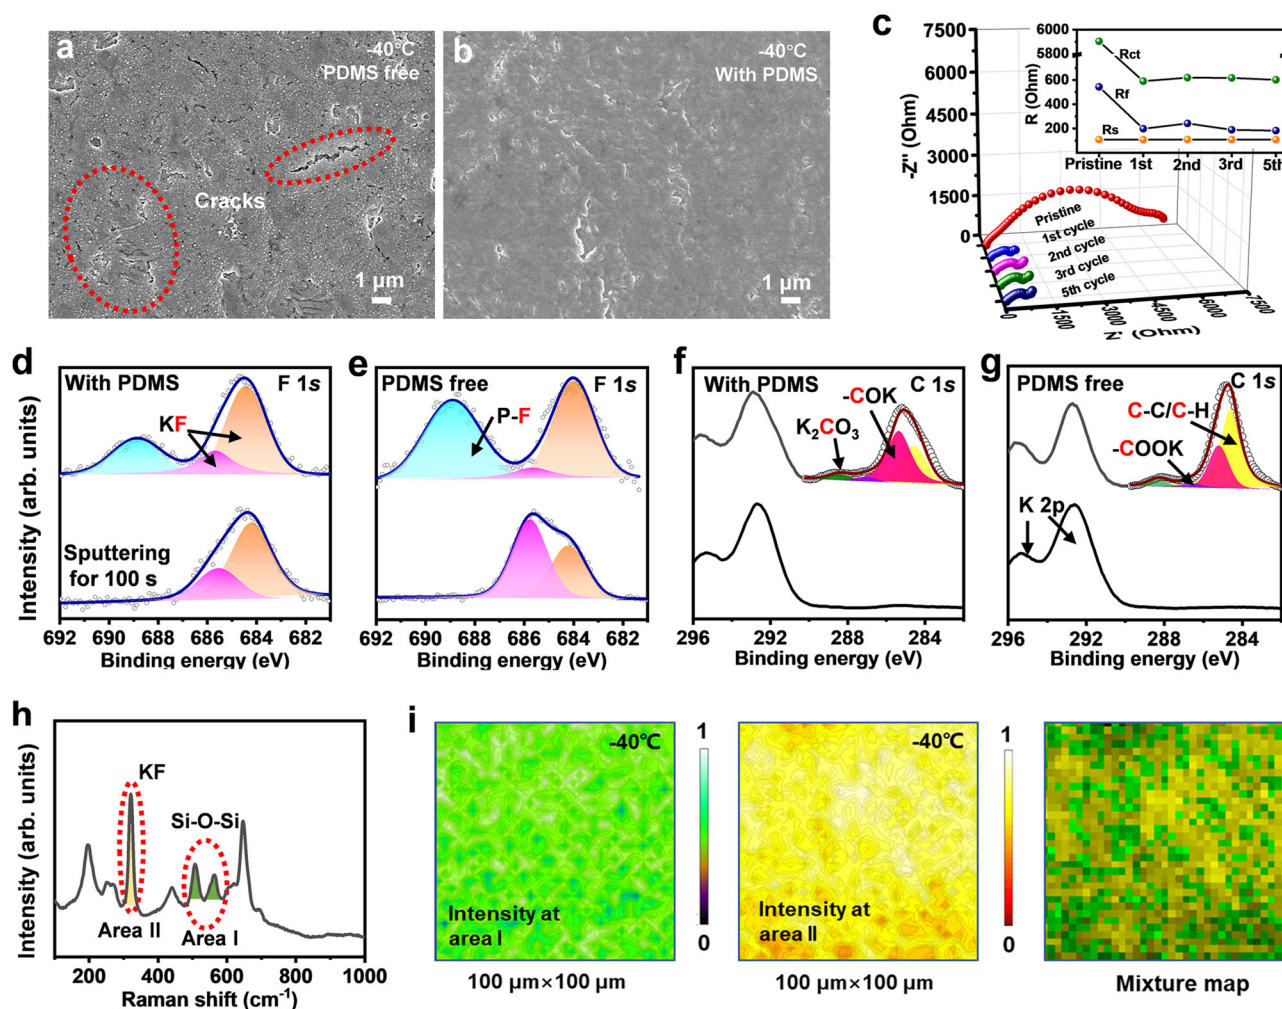 a
-40°C
PDMS free
Cracks
1 μm
b
-40°C
With PDMS
1 μm
c
7500
6000
4500
3000
1500
0
-Z'' (Ohm)
6000
5800
600
400
200
R (Ohm)
Rct
Rf
Rs
Pristine 1st 2nd 3rd 5th
Pristine
1st cycle
2nd cycle
3rd cycle
5th cycle
0 1500 3000 4500 6000 7500
Z' (Ohm)
Intensity (arb. units)
d
With PDMS
F 1s
KF
Sputtering
for 100 s
692 690 688 686 684 682
Binding energy (eV)
e
PDMS free
F 1s
P-F
692 690 688 686 684 682
Binding energy (eV)
f
With PDMS
C 1s
-COK
K₂CO₃
296 292 288 284
Binding energy (eV)
g
PDMS free
C 1s
C-C/C-H
-COOK
K 2p
296 292 288 284
Binding energy (eV)
h
Intensity (arb. units)
KF
Si-O-Si
Area II
Area I
200 400 600 800 1000
Raman shift (cm⁻¹)
i
-40℃
Intensity at
area I
1
0
100 μm×100 μm
-40℃
Intensity at
area II
1
0
100 μm×100 μm
Mixture map